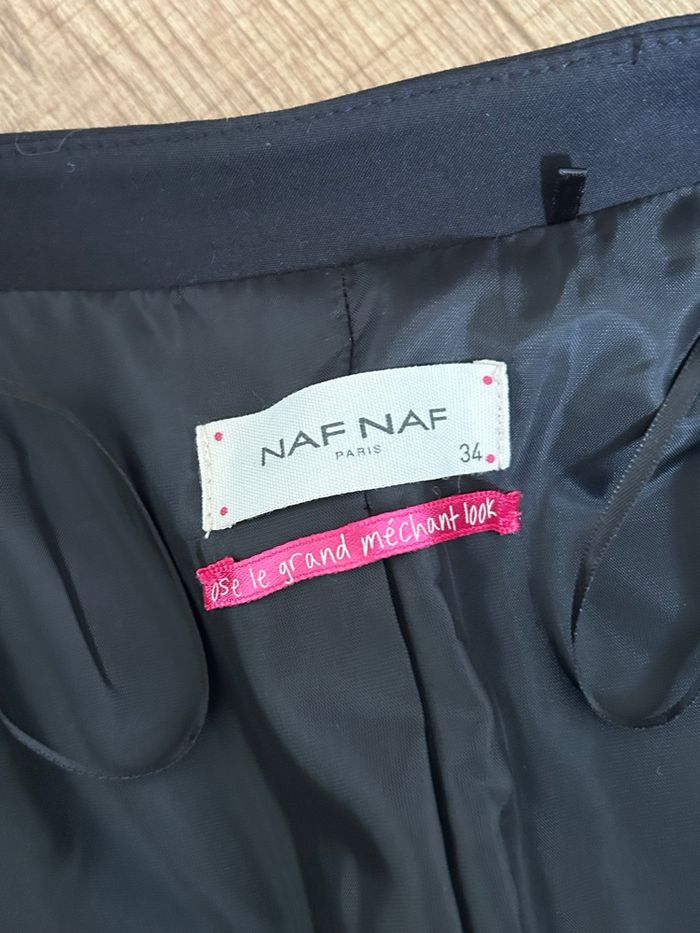 NAF NAF
PARIS
34
ose le grand méchant look